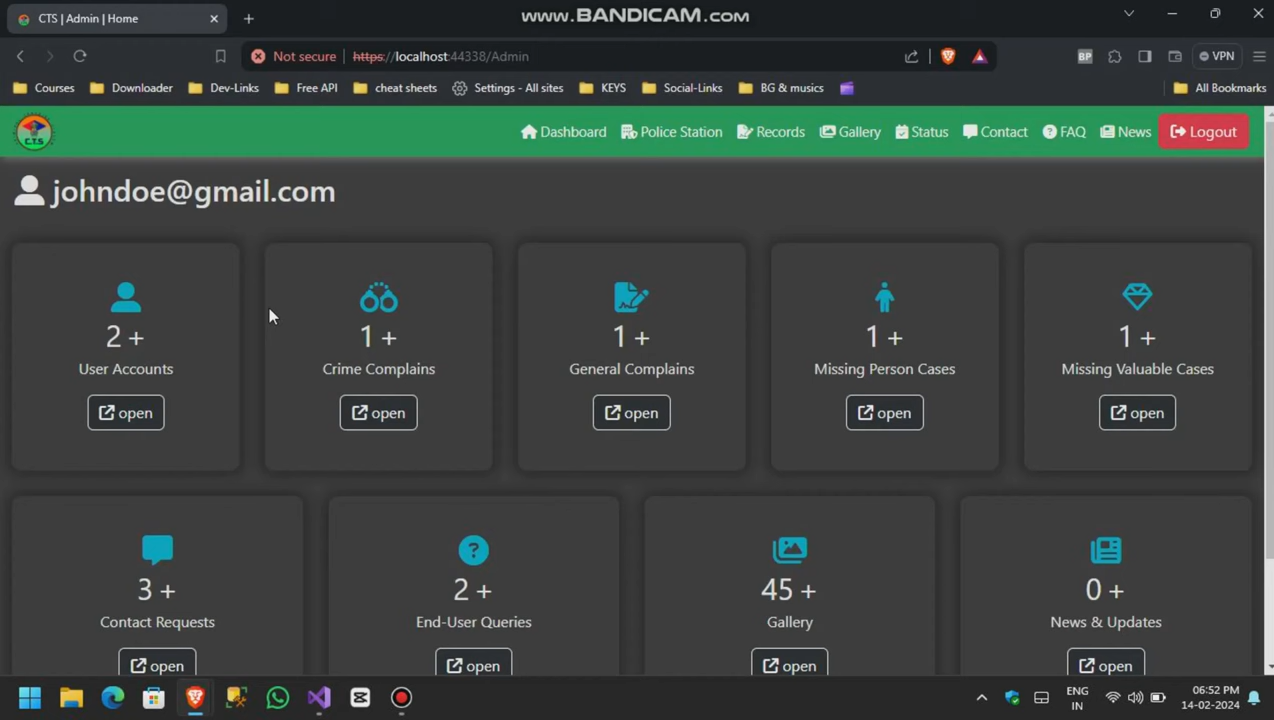 CTS | Admin | Home
www.BANDICAM.com
Not secure
https://localhost:44338/Admin
BP
VPN
Courses
Downloader
Dev-Links
Free API
cheat sheets
Settings - All sites
KEYS
Social-Links
BG & musics
All Bookmarks
C.T.S
Dashboard
Police Station
Records
Gallery
Status
Contact
FAQ
News
Logout
johndoe@gmail.com
2 +
User Accounts
open
1 +
Crime Complains
open
1 +
General Complains
open
1 +
Missing Person Cases
open
1 +
Missing Valuable Cases
open
3 +
Contact Requests
open
2 +
End-User Queries
open
45 +
Gallery
open
0 +
News & Updates
open
ENG
IN
06:52 PM
14-02-2024